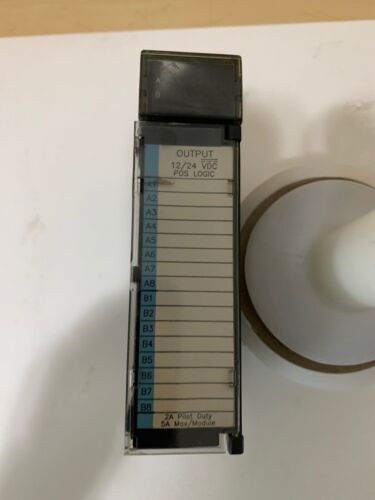 A
B
OUTPUT
12/24 VDC
POS LOGIC
A1
A2
A3
A4
A5
A6
A7
A8
B1
B2
B3
B4
B5
B6
B7
B8
2A Pilot Duty
5A Max/Module